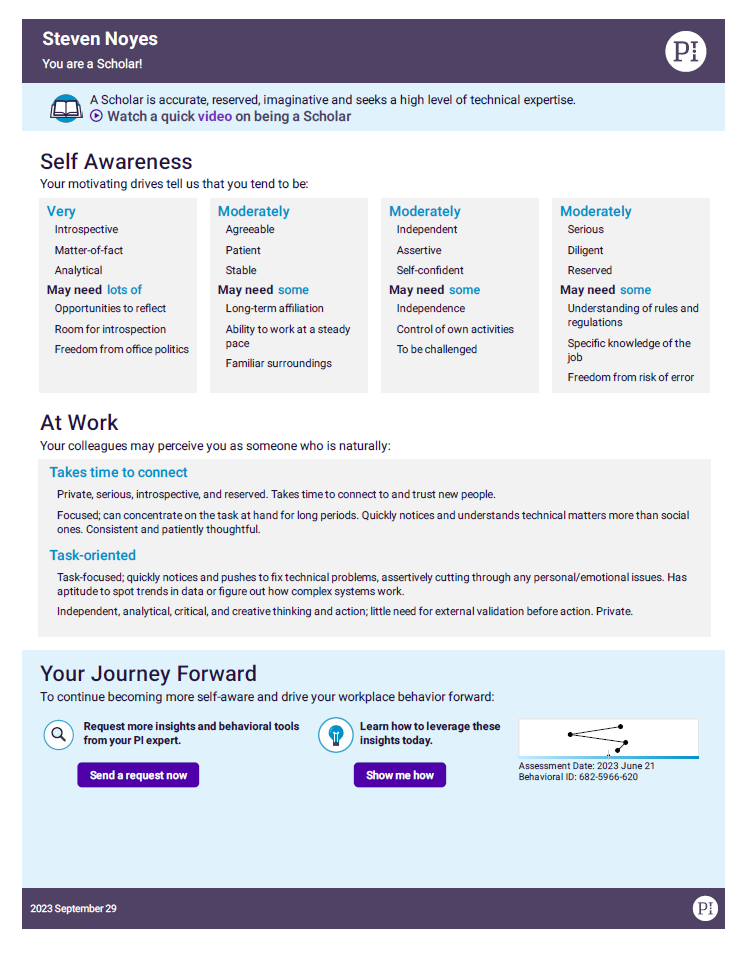 Steven Noyes
You are a Scholar!
PI
A Scholar is accurate, reserved, imaginative and seeks a high level of technical expertise.
Watch a quick video on being a Scholar
Self Awareness
Your motivating drives tell us that you tend to be:
Very
Introspective
Matter-of-fact
Analytical
May need lots of
Opportunities to reflect
Room for introspection
Freedom from office politics
Moderately
Agreeable
Patient
Stable
May need some
Long-term affiliation
Ability to work at a steady
pace
Familiar surroundings
Moderately
Independent
Assertive
Self-confident
May need some
Independence
Control of own activities
To be challenged
Moderately
Serious
Diligent
Reserved
May need some
Understanding of rules and
regulations
Specific knowledge of the
job
Freedom from risk of error
At Work
Your colleagues may perceive you as someone who is naturally:
Takes time to connect
Private, serious, introspective, and reserved. Takes time to connect to and trust new people.
Focused; can concentrate on the task at hand for long periods. Quickly notices and understands technical matters more than social
ones. Consistent and patiently thoughtful.
Task-oriented
Task-focused; quickly notices and pushes to fix technical problems, assertively cutting through any personal/emotional issues. Has
aptitude to spot trends in data or figure out how complex systems work.
Independent, analytical, critical, and creative thinking and action; little need for external validation before action. Private.
Your Journey Forward
To continue becoming more self-aware and drive your workplace behavior forward:
Request more insights and behavioral tools
from your PI expert.
Send a request now
Learn how to leverage these
insights today.
Show me how
Assessment Date: 2023 June 21
Behavioral ID: 682-5966-620
2023 September 29
PI